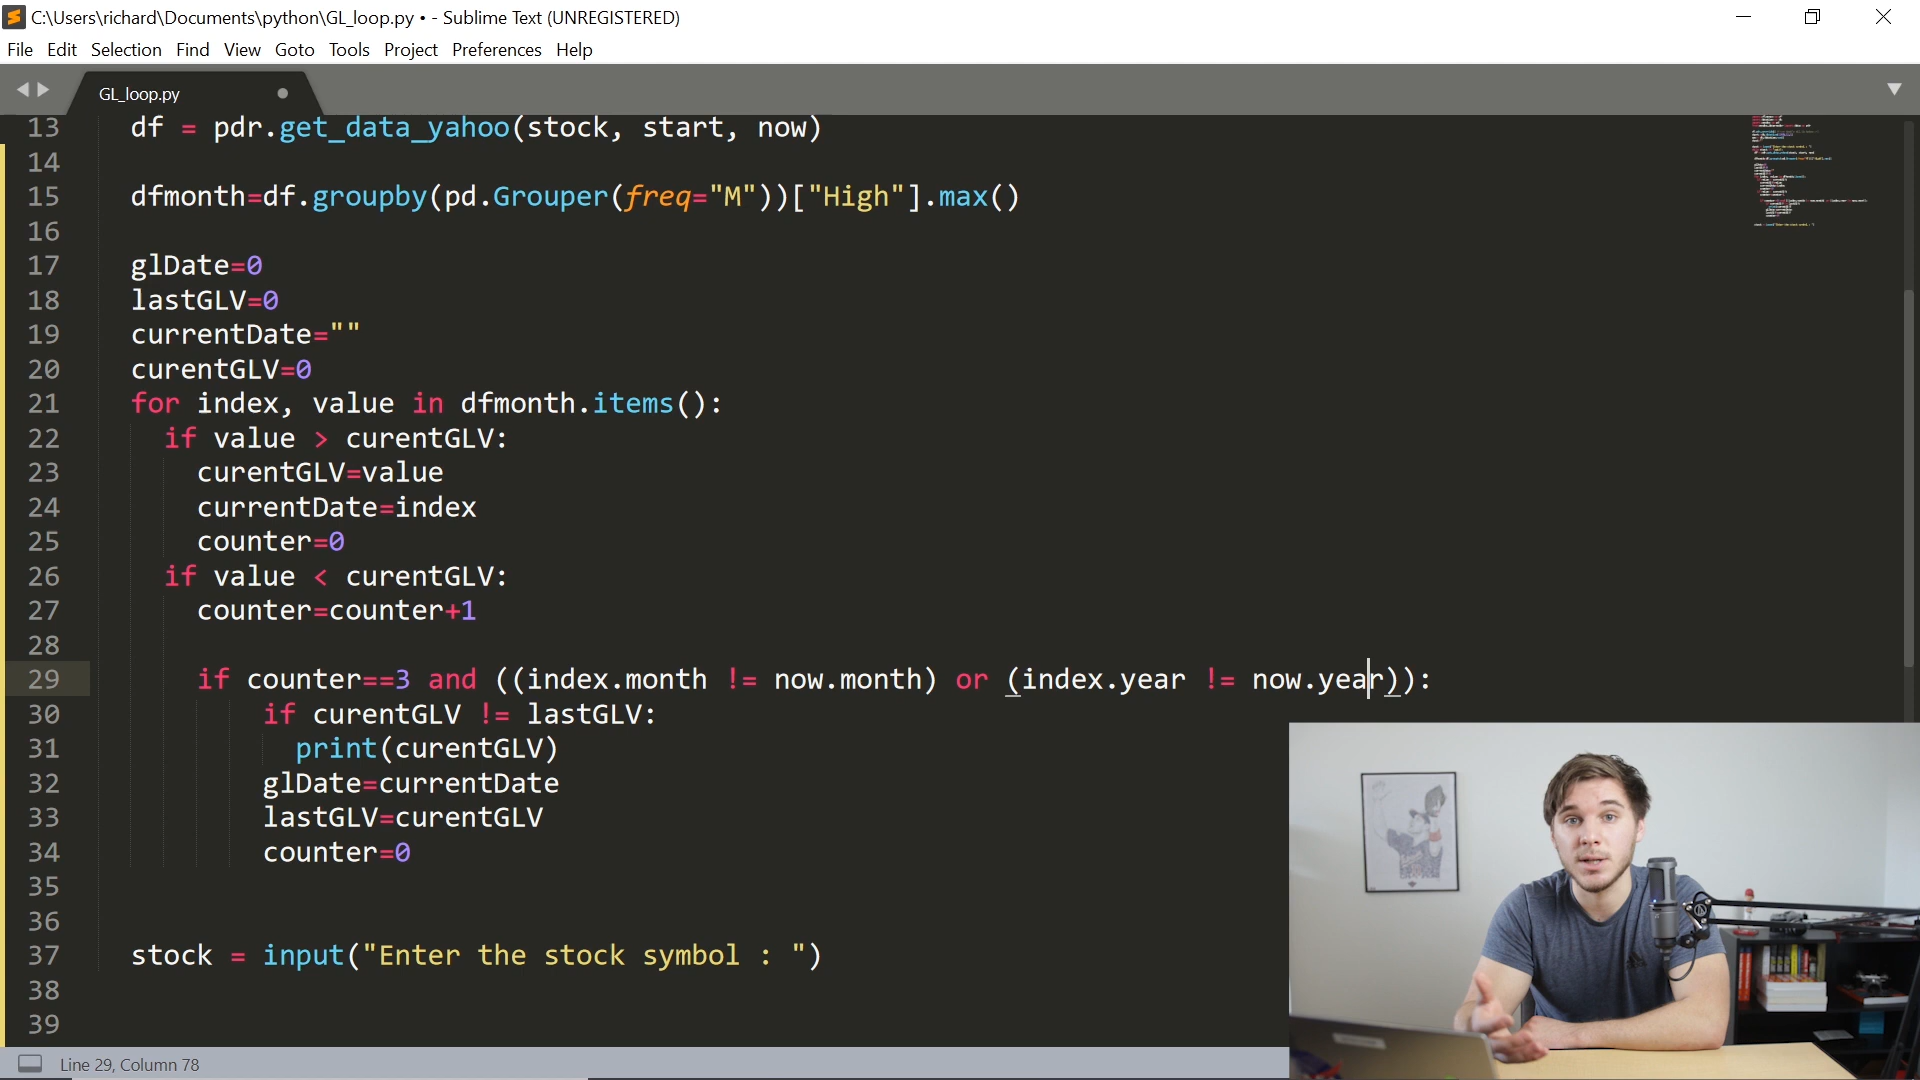 C:\Users\richard\Documents\python\GL_loop.py • - Sublime Text (UNREGISTERED)
File Edit Selection Find View Goto Tools Project Preferences Help
GL_loop.py
13 df = pdr.get_data_yahoo(stock, start, now)
14
15 dfmonth=df.groupby(pd.Grouper(freq="M"))["High"].max()
16
17 glDate=0
18 lastGLV=0
19 currentDate=""
20 curentGLV=0
21 for index, value in dfmonth.items():
22 if value > curentGLV:
23 curentGLV=value
24 currentDate=index
25 counter=0
26 if value < curentGLV:
27 counter=counter+1
28
29 if counter==3 and ((index.month != now.month) or (index.year != now.year)):
30 if curentGLV != lastGLV:
31 print(curentGLV)
32 glDate=currentDate
33 lastGLV=curentGLV
34 counter=0
35
36
37 stock = input("Enter the stock symbol : ")
38
39
Line 29, Column 78